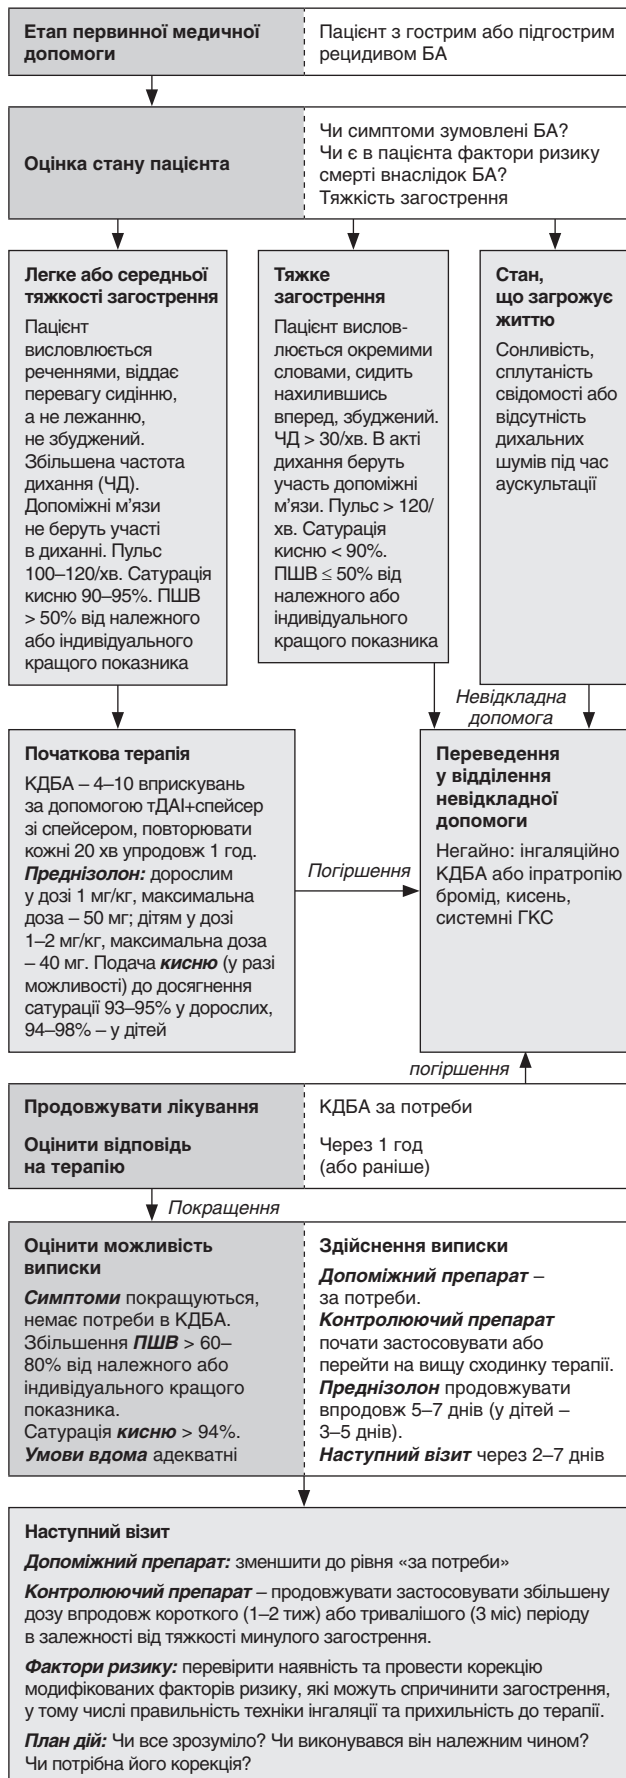 Етап первинної медичної
допомоги
Пацієнт з гострим або підгострим
рецидивом БА
Оцінка стану пацієнта
Чи симптоми зумовлені БА?
Чи є в пацієнта фактори ризику
смерті внаслідок БА?
Тяжкість загострення
Легке або середньої
тяжкості загострення
Пацієнт
висловлюється
реченнями, віддає
перевагу сидінню,
а не лежанню,
не збуджений.
Збільшена частота
дихання (ЧД).
Допоміжні м’язи
не беруть участі
в диханні. Пульс
100–120/хв. Сатурація
кисню 90–95%. ПШВ
> 50% від належного
або індивідуального
кращого показника
Тяжке
загострення
Пацієнт вислов-
люється окремими
словами, сидить
нахилившись
вперед, збуджений.
ЧД > 30/хв. В акті
дихання беруть
участь допоміжні
м’язи. Пульс > 120/
хв. Сатурація
кисню < 90%.
ПШВ ≤ 50% від
належного або
індивідуального
кращого показника
Стан,
що загрожує
життю
Сонливість,
сплутаність
свідомості або
відсутність
дихальних
шумів під час
аускультації
Невідкладна
допомога
Початкова терапія
КДБА – 4–10 вприскувань
за допомогою тДАІ+спейсер
зі спейсером, повторювати
кожні 20 хв упродовж 1 год.
Преднізолон: дорослим
у дозі 1 мг/кг, максимальна
доза – 50 мг; дітям у дозі
1–2 мг/кг, максимальна доза
– 40 мг. Подача кисню (у разі
можливості) до досягнення
сатурації 93–95% у дорослих,
94–98% – у дітей
Погіршення
Переведення
у відділення
невідкладної
допомоги
Негайно: інгаляційно
КДБА або іпратропію
бромід, кисень,
системні ГКС
погіршення
Продовжувати лікування
КДБА за потреби
Оцінити відповідь
на терапію
Через 1 год
(або раніше)
Покращення
Оцінити можливість
виписки
Симптоми покращуються,
немає потреби в КДБА.
Збільшення ПШВ > 60–
80% від належного або
індивідуального кращого
показника.
Сатурація кисню > 94%.
Умови вдома адекватні
Здійснення виписки
Допоміжний препарат –
за потреби.
Контролюючий препарат
почати застосовувати або
перейти на вищу сходинку терапії.
Преднізолон продовжувати
впродовж 5–7 днів (у дітей –
3–5 днів).
Наступний візит через 2–7 днів
Наступний візит
Допоміжний препарат: зменшити до рівня «за потреби»
Контролюючий препарат – продовжувати застосовувати збільшену
дозу впродовж короткого (1–2 тиж) або тривалішого (3 міс) періоду
в залежності від тяжкості минулого загострення.
Фактори ризику: перевірити наявність та провести корекцію
модифікованих факторів ризику, які можуть спричинити загострення,
у тому числі правильність техніки інгаляції та прихильність до терапії.
План дій: Чи все зрозуміло? Чи виконувався він належним чином?
Чи потрібна його корекція?